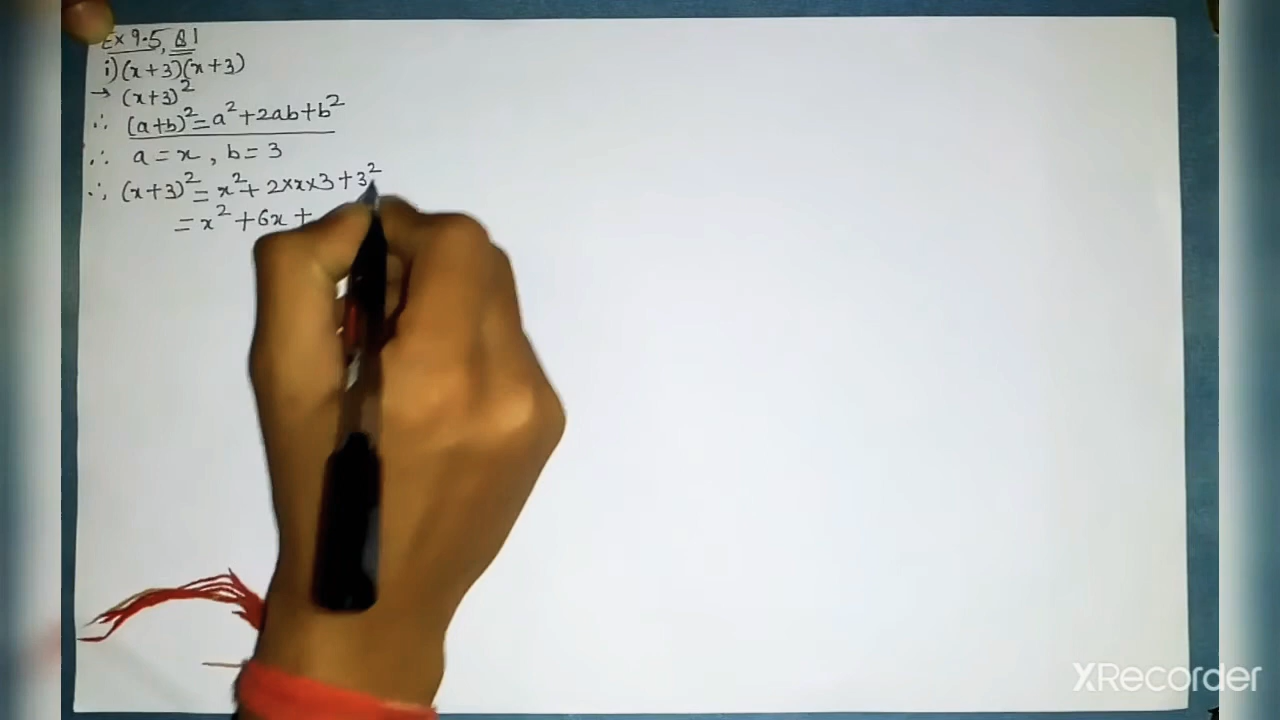 Ex 9.5, Q1
i) (x+3)(x+3)
→ (x+3)²
∴ (a+b)² = a² + 2ab + b²
∴ a = x , b = 3
∴ (x+3)² = x² + 2×x×3 + 3²
= x² + 6x +
XRecorder